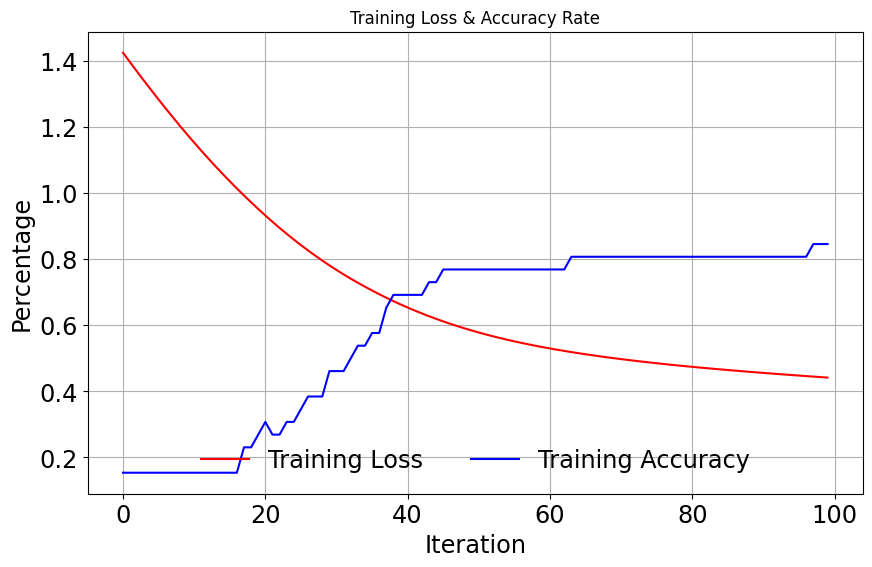 Training Loss & Accuracy Rate
1.4
1.2
1.0
0.8
0.6
0.4
0.2
Percentage
Training Loss
Training Accuracy
0 20 40 60 80 100
Iteration